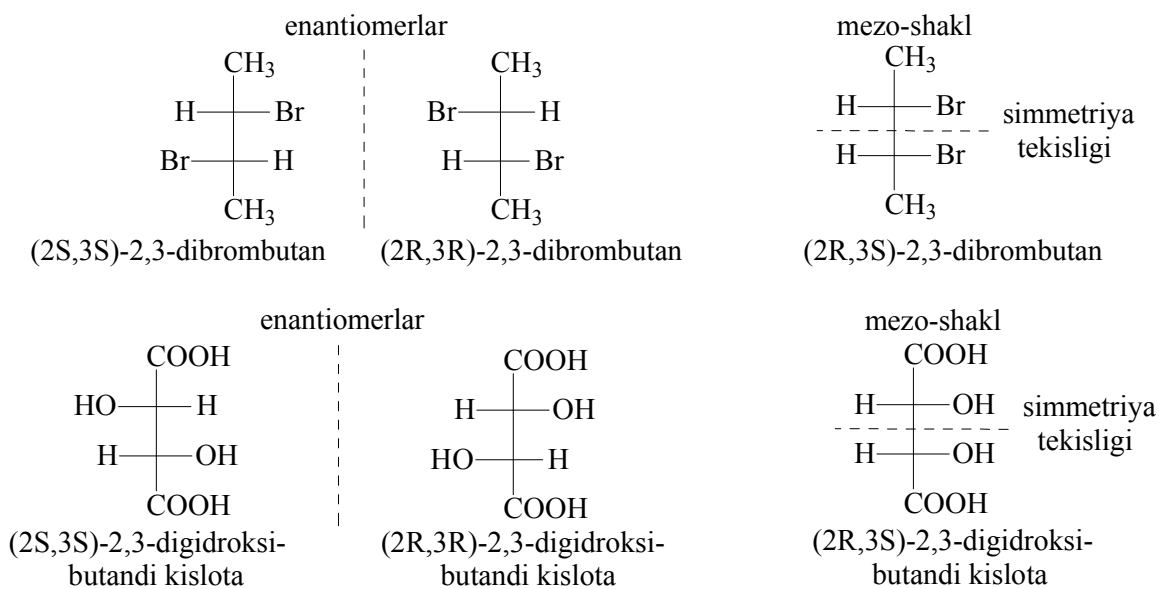 enantiomerlar
CH3 CH3
H Br Br H
Br H H Br
CH3 CH3
(2S,3S)-2,3-dibrombutan (2R,3R)-2,3-dibrombutan
mezo-shakl
CH3
H Br
simmetriya
tekisligi
H Br
CH3
(2R,3S)-2,3-dibrombutan
enantiomerlar
COOH COOH
HO H H OH
H OH HO H
COOH COOH
(2S,3S)-2,3-digidroksi-
butandi kislota
(2R,3R)-2,3-digidroksi-
butandi kislota
mezo-shakl
COOH
H OH
simmetriya
tekisligi
H OH
COOH
(2R,3S)-2,3-digidroksi-
butandi kislota